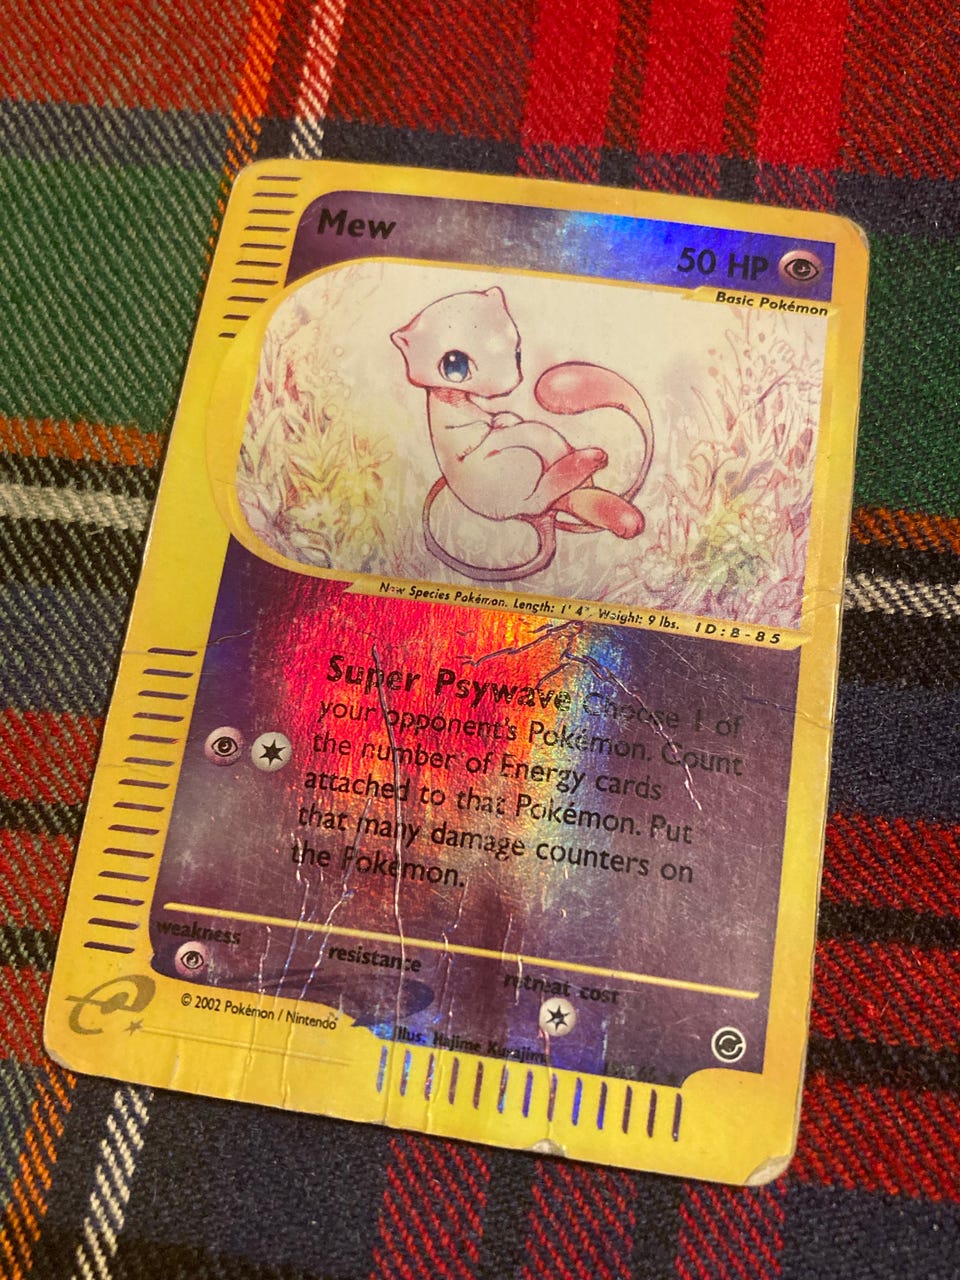 Mew
50 HP
Basic Pokémon
New Species Pokémon. Length: 1' 4", Weight: 9 lbs. ID:B-85
Super Psywave Choose 1 of
your opponent's Pokémon. Count
the number of Energy cards
attached to that Pokémon. Put
that many damage counters on
the Pokémon.
weakness
resistance
retreat cost
© 2002 Pokémon / Nintendo
Illus. Hajime Kusajima